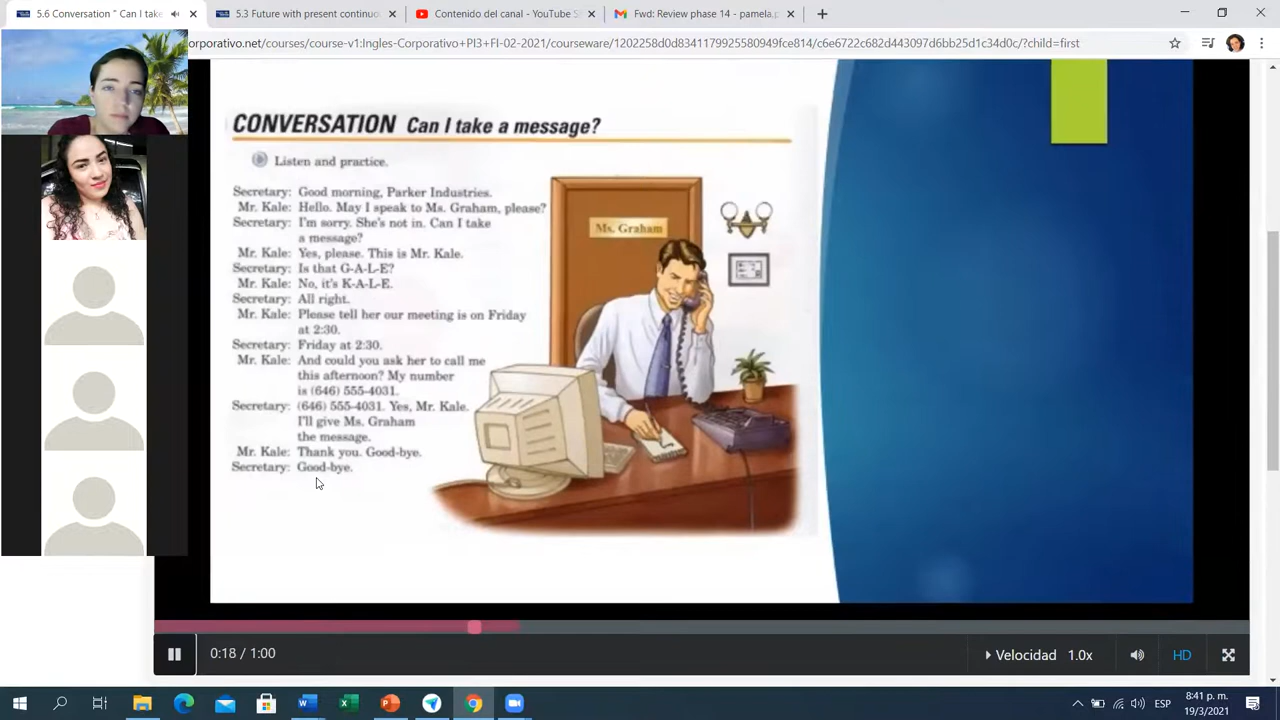 5.6 Conversation " Can I take
5.3 Future with present continuo
Contenido del canal - YouTube S
Fwd: Review phase 14 - pamela.p
orporativo.net/courses/course-v1:Ingles-Corporativo+PI3+FI-02-2021/courseware/1f02258d0d8341179925580949fce814/c6e6722c682d443097d6bb25d1c34d0c/?child=first
CONVERSATION Can I take a message?
Listen and practice.
Secretary: Good morning, Parker Industries.
Mr. Kale: Hello. May I speak to Ms. Graham, please?
Secretary: I'm sorry. She's not in. Can I take
a message?
Mr. Kale: Yes, please. This is Mr. Kale.
Secretary: Is that G-A-L-E?
Mr. Kale: No, it's K-A-L-E.
Secretary: All right.
Mr. Kale: Please tell her our meeting is on Friday
at 2:30.
Secretary: Friday at 2:30.
Mr. Kale: And could you ask her to call me
this afternoon? My number
is (646) 555-4031.
Secretary: (646) 555-4031. Yes, Mr. Kale.
I'll give Ms. Graham
the message.
Mr. Kale: Thank you. Good-bye.
Secretary: Good-bye.
Ms. Graham
0:18 / 1:00
Velocidad 1.0x
HD
ESP
8:41 p. m.
19/3/2021